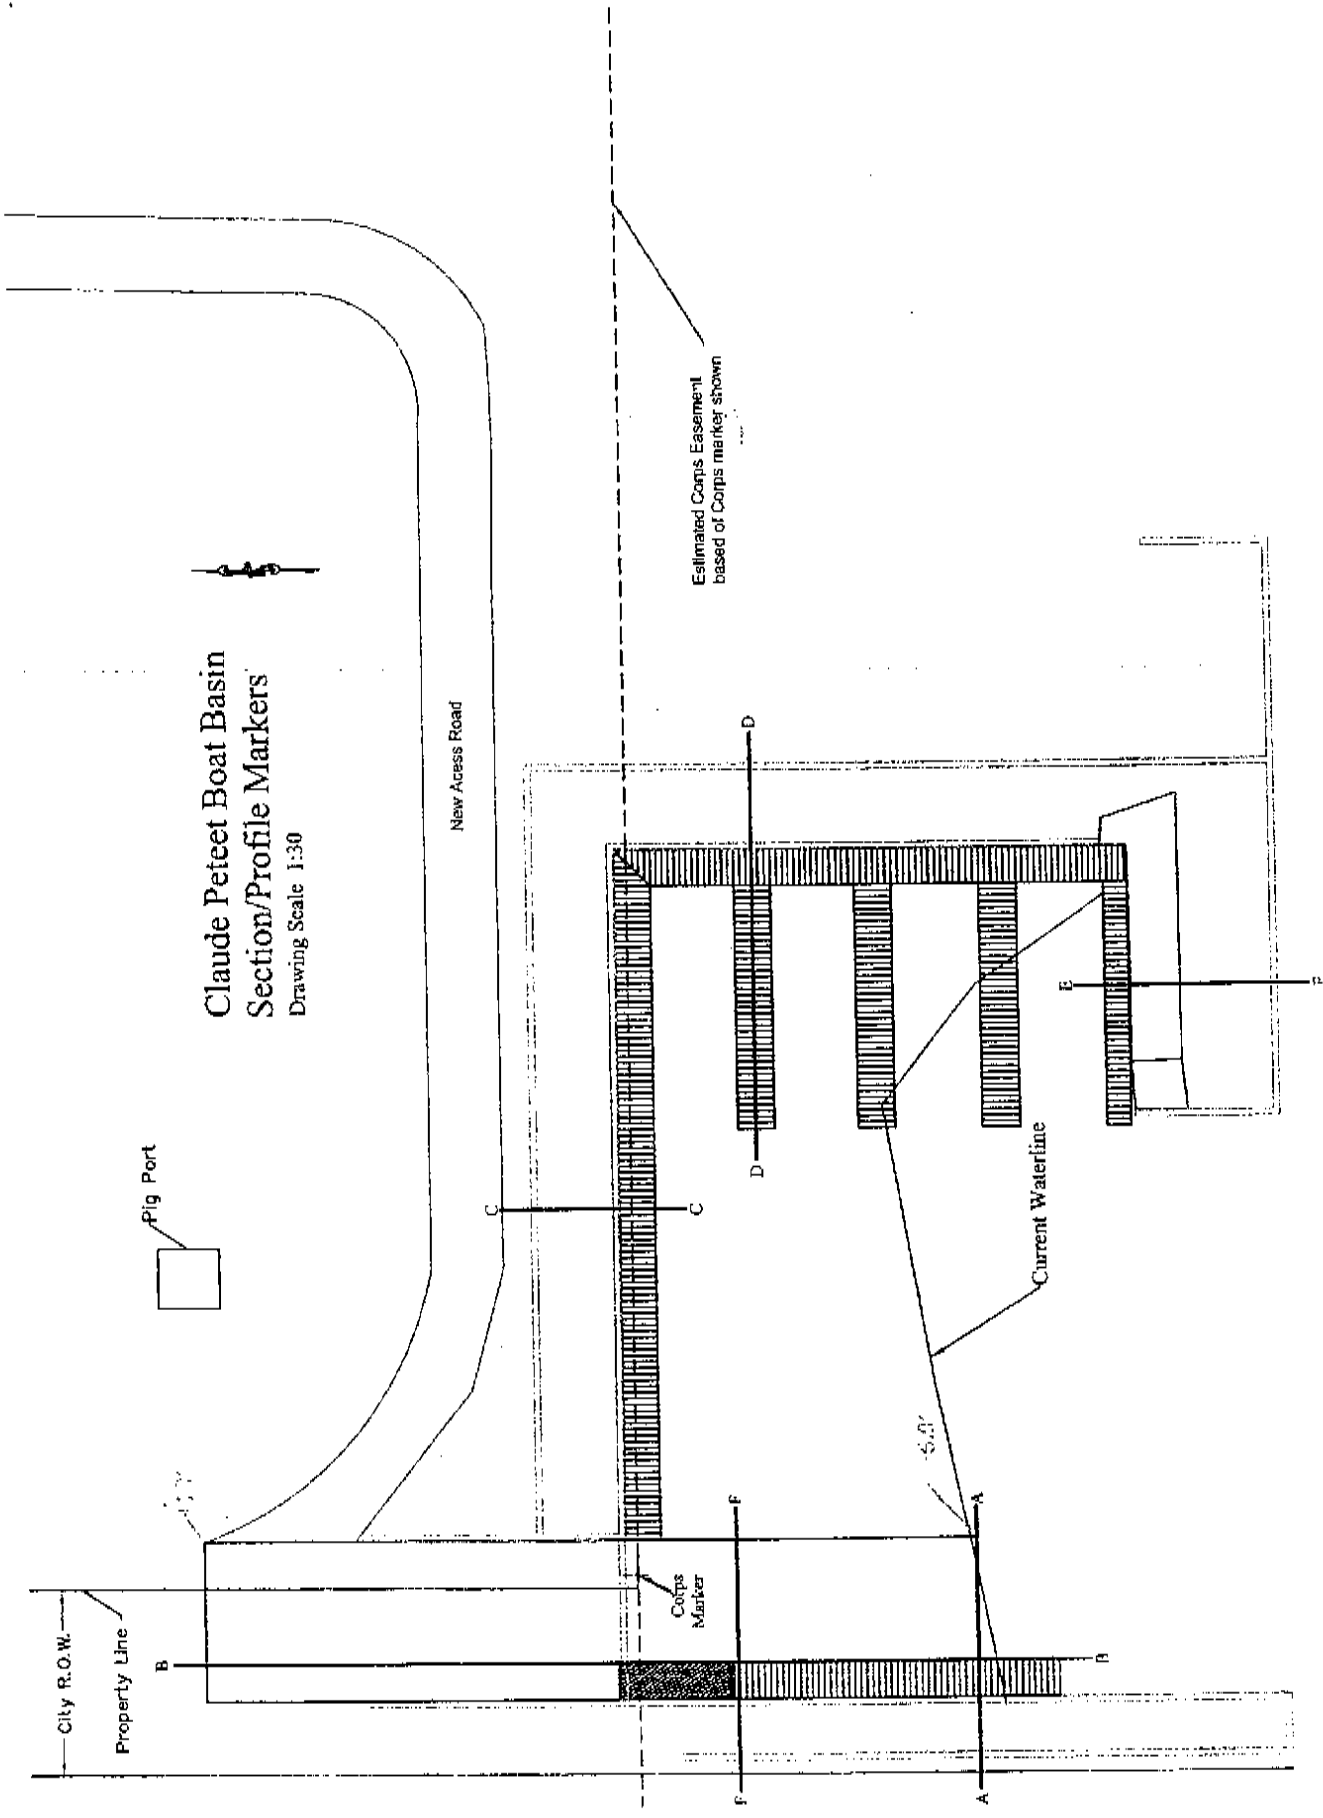 Claude Peteet Boat Basin
Section/Profile Markers
Drawing Scale 1:30
City R.O.W.
Property Line
Pig Port
New Acess Road
Estimated Corps Easement
based of Corps marker shown
Corps
Marker
Current Waterline
B
B
C
C
D
D
E
F
F
A
A